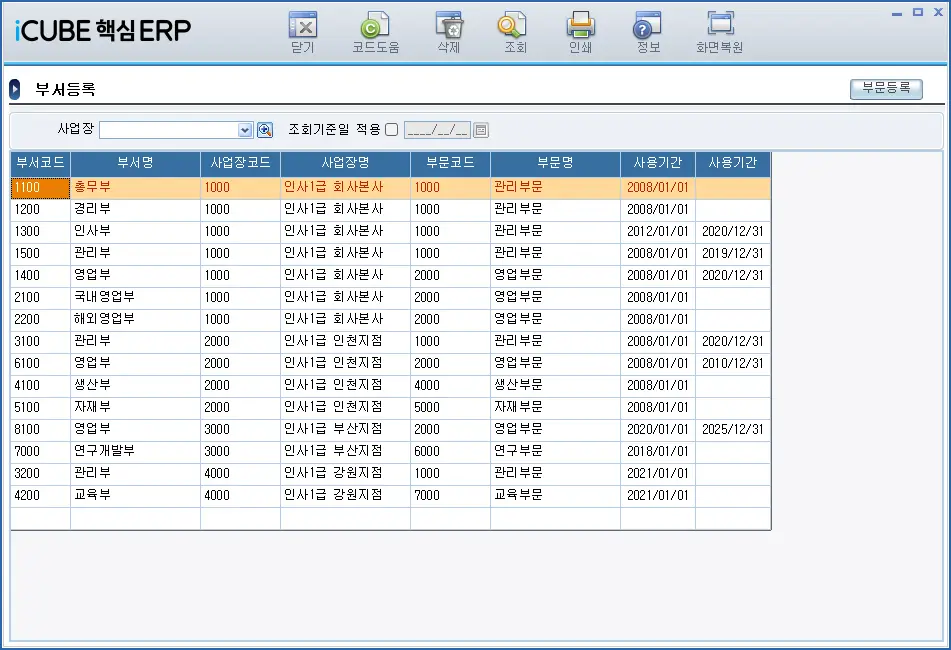 iCUBE 핵심ERP
닫기 코드도움 삭제 조회 인쇄 정보 화면복원
부서등록 부문등록
사업장 조회기준일 적용 ____/__/__
부서코드 부서명 사업장코드 사업장명 부문코드 부문명 사용기간 사용기간
1100 총무부 1000 인사1급 회사본사 1000 관리부문 2008/01/01
1200 경리부 1000 인사1급 회사본사 1000 관리부문 2008/01/01
1300 인사부 1000 인사1급 회사본사 1000 관리부문 2012/01/01 2020/12/31
1500 관리부 1000 인사1급 회사본사 1000 관리부문 2008/01/01 2019/12/31
1400 영업부 1000 인사1급 회사본사 2000 영업부문 2008/01/01 2020/12/31
2100 국내영업부 1000 인사1급 회사본사 2000 영업부문 2008/01/01
2200 해외영업부 1000 인사1급 회사본사 2000 영업부문 2008/01/01
3100 관리부 2000 인사1급 인천지점 1000 관리부문 2008/01/01 2020/12/31
6100 영업부 2000 인사1급 인천지점 2000 영업부문 2008/01/01 2010/12/31
4100 생산부 2000 인사1급 인천지점 4000 생산부문 2008/01/01
5100 자재부 2000 인사1급 인천지점 5000 자재부문 2008/01/01
8100 영업부 3000 인사1급 부산지점 2000 영업부문 2020/01/01 2025/12/31
7000 연구개발부 3000 인사1급 부산지점 6000 연구부문 2018/01/01
3200 관리부 4000 인사1급 강원지점 1000 관리부문 2021/01/01
4200 교육부 4000 인사1급 강원지점 7000 교육부문 2021/01/01